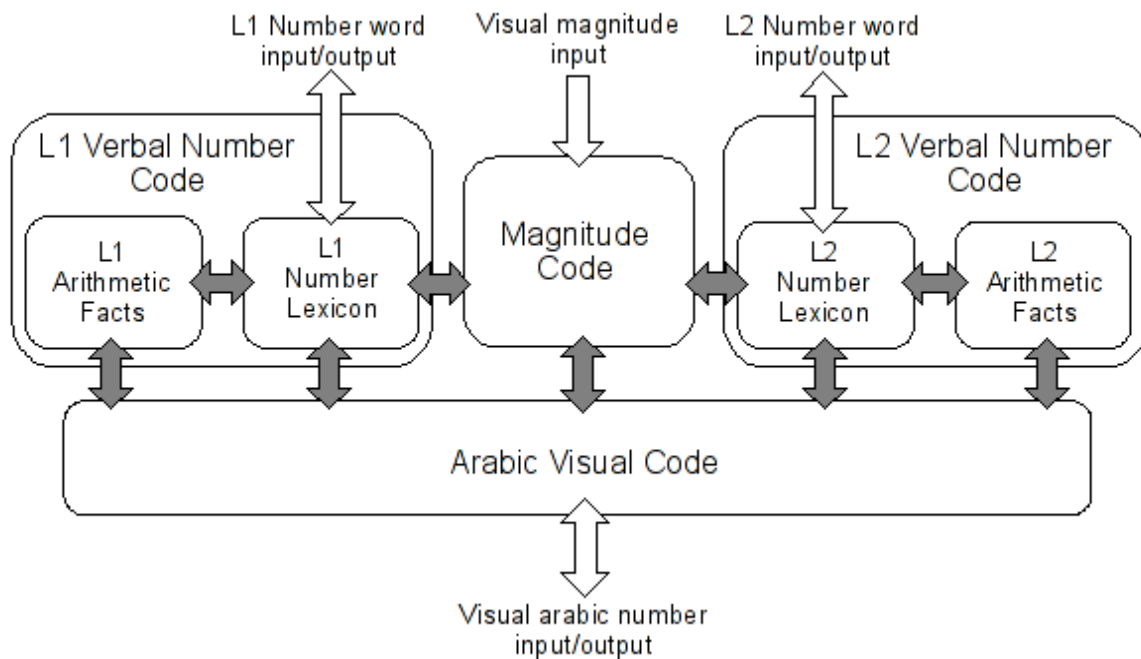 L1 Number word
input/output
Visual magnitude
input
L2 Number word
input/output
L1 Verbal Number
Code
L1
Arithmetic
Facts
L1
Number
Lexicon
Magnitude
Code
L2 Verbal Number
Code
L2
Number
Lexicon
L2
Arithmetic
Facts
Arabic Visual Code
Visual arabic number
input/output